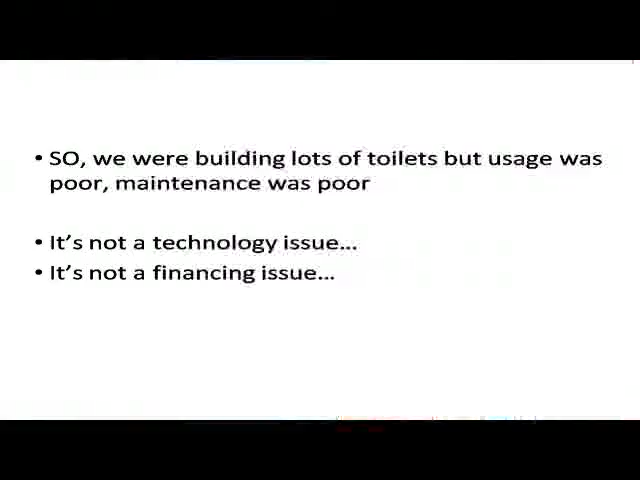 • SO, we were building lots of toilets but usage was
poor, maintenance was poor
• It's not a technology issue…
• It's not a financing issue…